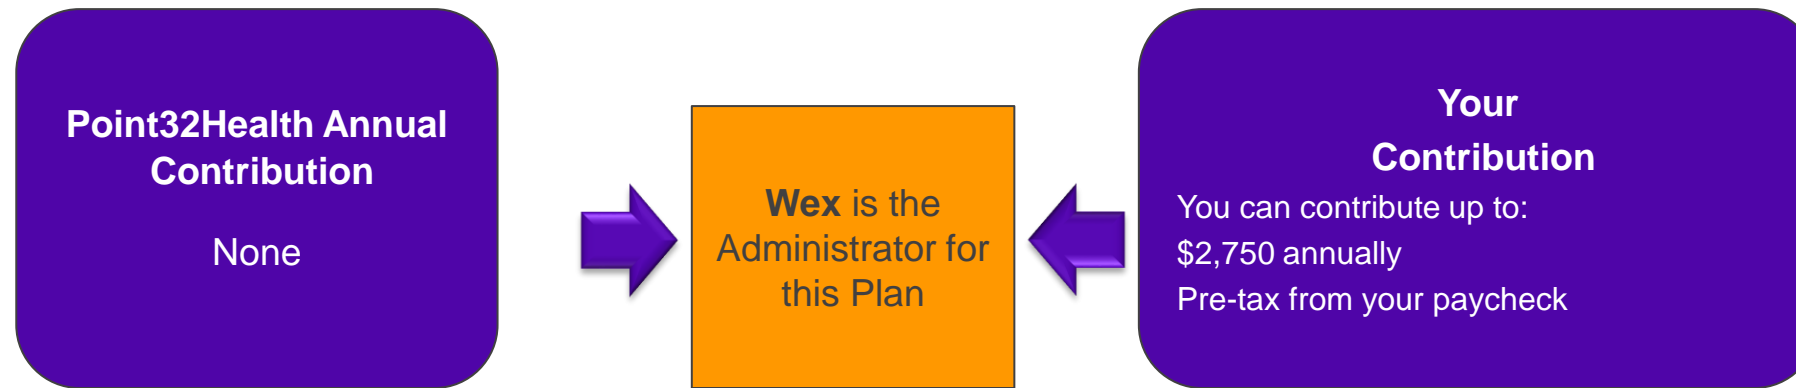 Point32Health Annual
Contribution
None
Wex is the
Administrator for
this Plan
Your
Contribution
You can contribute up to:
$2,750 annually
Pre-tax from your paycheck